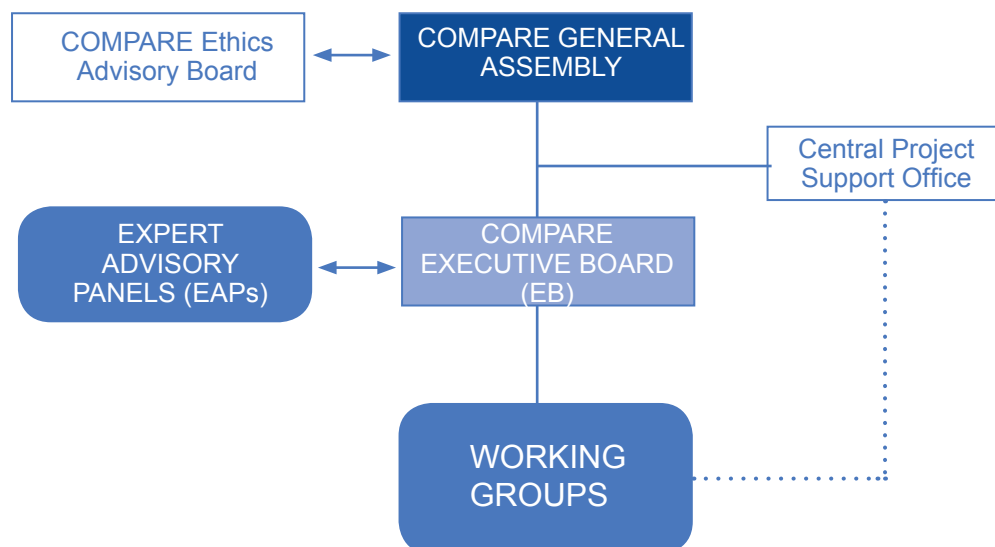 COMPARE Ethics
Advisory Board
COMPARE GENERAL
ASSEMBLY
Central Project
Support Office
EXPERT
ADVISORY
PANELS (EAPs)
COMPARE
EXECUTIVE BOARD
(EB)
WORKING
GROUPS